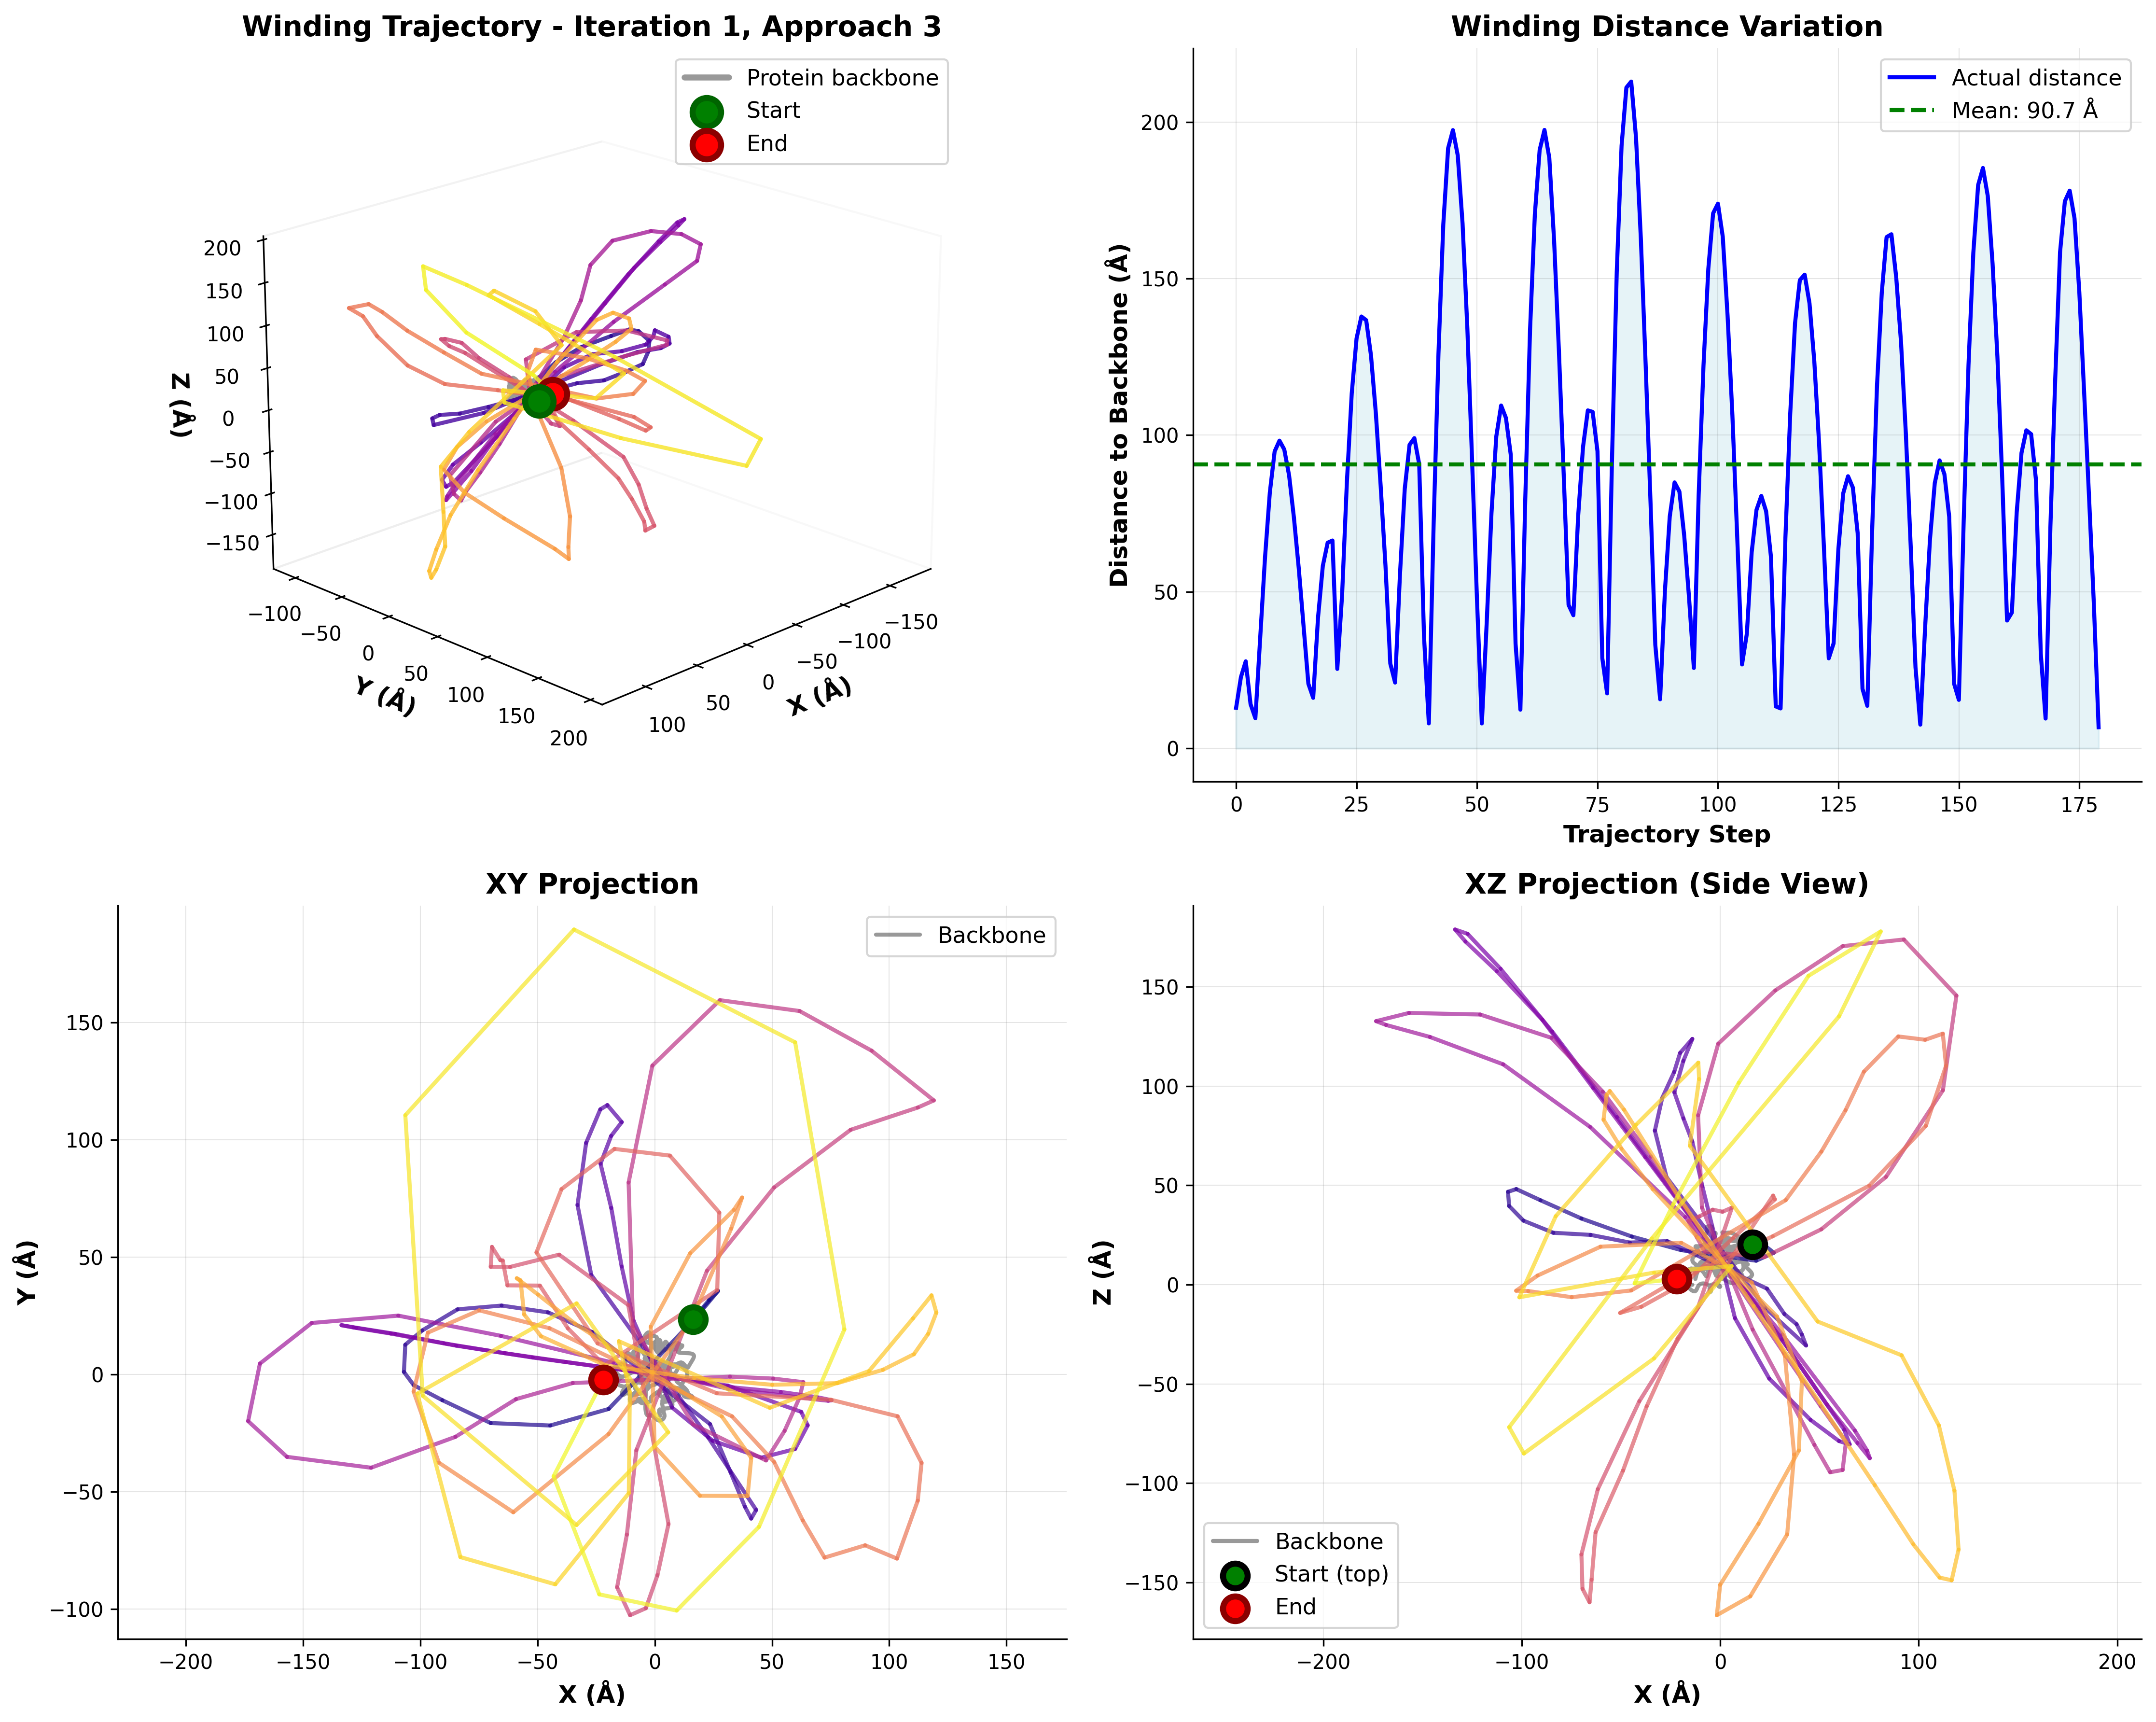 Winding Trajectory - Iteration 1, Approach 3
Protein backbone
Start
End
200
150
100
50
0
−50
−100
−150
Z (Å)
−100
−50
0
50
100
150
200
Y (Å)
100
50
0
−50
−100
−150
X (Å)
Winding Distance Variation
Actual distance
Mean: 90.7 Å
200
150
100
50
0
Distance to Backbone (Å)
0 25 50 75 100 125 150 175
Trajectory Step
XY Projection
Backbone
150
100
50
0
−50
−100
Y (Å)
−200 −150 −100 −50 0 50 100 150
X (Å)
XZ Projection (Side View)
150
100
50
0
−50
−100
−150
Z (Å)
Backbone
Start (top)
End
−200 −100 0 100 200
X (Å)